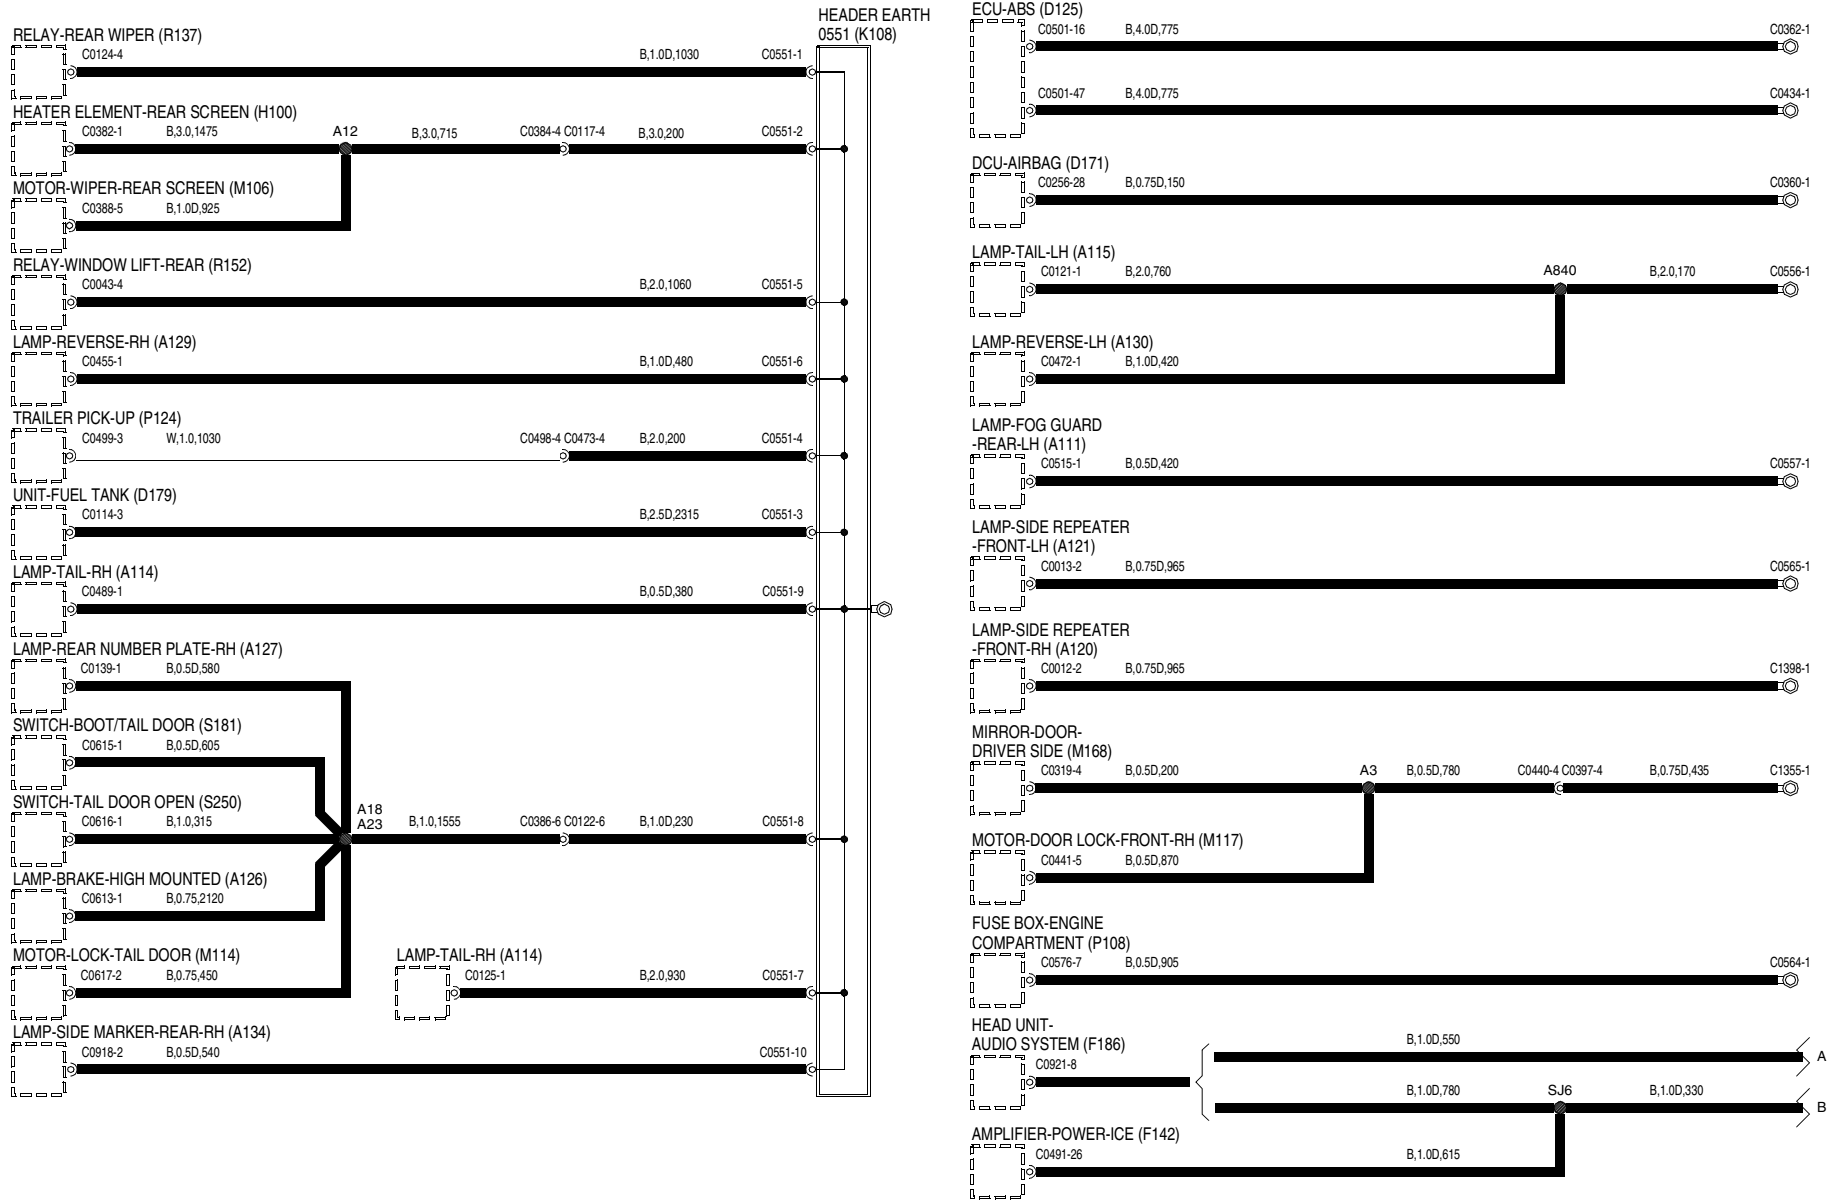 HEADER EARTH
0551 (K108)
RELAY-REAR WIPER (R137)
C0124-4 B,1.0D,1030 C0551-1
HEATER ELEMENT-REAR SCREEN (H100)
C0382-1 B,3.0,1475 A12 B,3.0,715 C0384-4 C0117-4 B,3.0,200 C0551-2
MOTOR-WIPER-REAR SCREEN (M106)
C0388-5 B,1.0D,925
RELAY-WINDOW LIFT-REAR (R152)
C0043-4 B,2.0,1060 C0551-5
LAMP-REVERSE-RH (A129)
C0455-1 B,1.0D,480 C0551-6
TRAILER PICK-UP (P124)
C0499-3 W,1.0,1030 C0498-4 C0473-4 B,2.0,200 C0551-4
UNIT-FUEL TANK (D179)
C0114-3 B,2.5D,2315 C0551-3
LAMP-TAIL-RH (A114)
C0489-1 B,0.5D,380 C0551-9
LAMP-REAR NUMBER PLATE-RH (A127)
C0139-1 B,0.5D,580
SWITCH-BOOT/TAIL DOOR (S181)
C0615-1 B,0.5D,605
SWITCH-TAIL DOOR OPEN (S250)
A18
A23
C0616-1 B,1.0,315 B,1.0,1555 C0386-6 C0122-6 B,1.0D,230 C0551-8
LAMP-BRAKE-HIGH MOUNTED (A126)
C0613-1 B,0.75,2120
MOTOR-LOCK-TAIL DOOR (M114) LAMP-TAIL-RH (A114)
C0617-2 B,0.75,450 C0125-1 B,2.0,930 C0551-7
LAMP-SIDE MARKER-REAR-RH (A134)
C0918-2 B,0.5D,540 C0551-10
ECU-ABS (D125)
C0501-16 B,4.0D,775 C0362-1
C0501-47 B,4.0D,775 C0434-1
DCU-AIRBAG (D171)
C0256-28 B,0.75D,150 C0360-1
LAMP-TAIL-LH (A115)
C0121-1 B,2.0,760 A840 B,2.0,170 C0556-1
LAMP-REVERSE-LH (A130)
C0472-1 B,1.0D,420
LAMP-FOG GUARD
-REAR-LH (A111)
C0515-1 B,0.5D,420 C0557-1
LAMP-SIDE REPEATER
-FRONT-LH (A121)
C0013-2 B,0.75D,965 C0565-1
LAMP-SIDE REPEATER
-FRONT-RH (A120)
C0012-2 B,0.75D,965 C1398-1
MIRROR-DOOR-
DRIVER SIDE (M168)
C0319-4 B,0.5D,200 A3 B,0.5D,780 C0440-4 C0397-4 B,0.75D,435 C1355-1
MOTOR-DOOR LOCK-FRONT-RH (M117)
C0441-5 B,0.5D,870
FUSE BOX-ENGINE
COMPARTMENT (P108)
C0576-7 B,0.5D,905 C0564-1
HEAD UNIT-
AUDIO SYSTEM (F186)
B,1.0D,550
A
C0921-8
B,1.0D,780 SJ6 B,1.0D,330
B
AMPLIFIER-POWER-ICE (F142)
C0491-26 B,1.0D,615